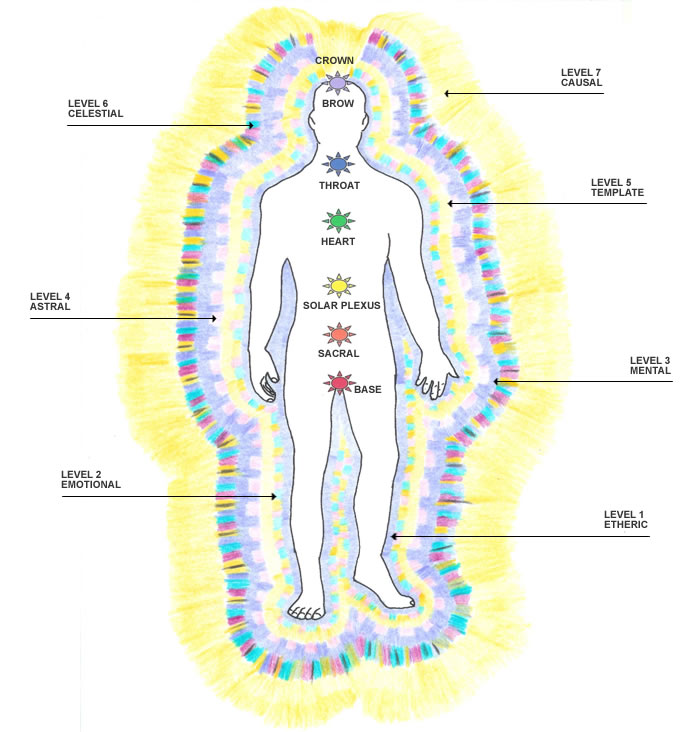 CROWN
LEVEL 7
CAUSAL
BROW
LEVEL 6
CELESTIAL
THROAT
LEVEL 5
TEMPLATE
HEART
LEVEL 4
ASTRAL
SOLAR PLEXUS
SACRAL
LEVEL 3
MENTAL
BASE
LEVEL 2
EMOTIONAL
LEVEL 1
ETHERIC